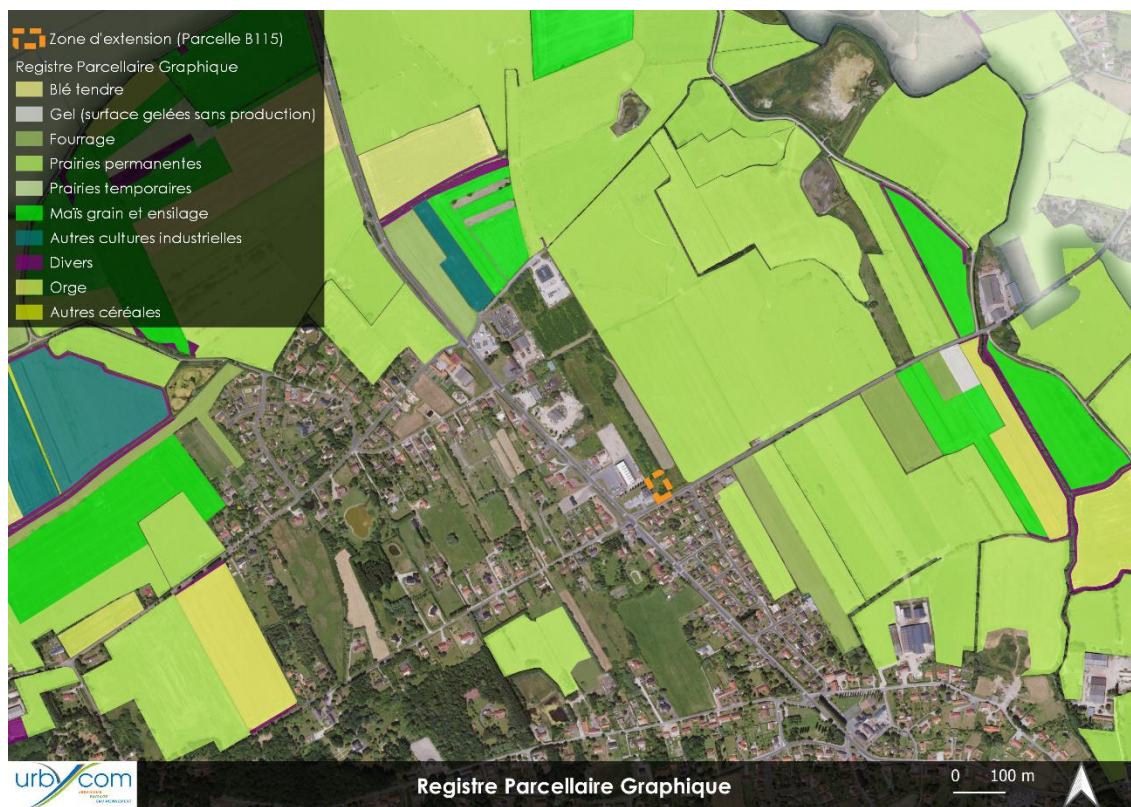 Zone d'extension (Parcelle B115)
Registre Parcellaire Graphique
Blé tendre
Gel (surface gelées sans production)
Fourrage
Prairies permanentes
Prairies temporaires
Maïs grain et ensilage
Autres cultures industrielles
Divers
Orge
Autres céréales
urbycom
Registre Parcellaire Graphique
0 100 m